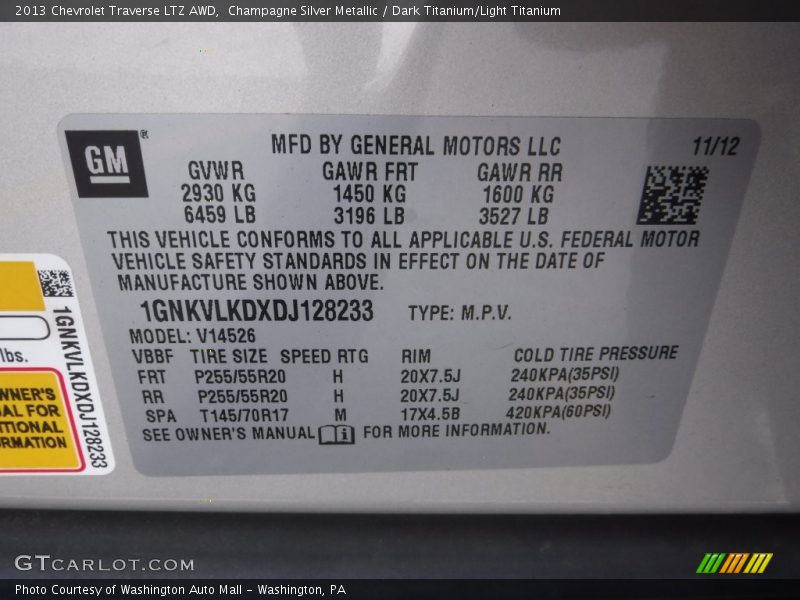 2013 Chevrolet Traverse LTZ AWD,  Champagne Silver Metallic / Dark Titanium/Light Titanium
GM®
MFD BY GENERAL MOTORS LLC 11/12
GVWR GAWR FRT GAWR RR
2930 KG 1450 KG 1600 KG
6459 LB 3196 LB 3527 LB
THIS VEHICLE CONFORMS TO ALL APPLICABLE U.S. FEDERAL MOTOR
VEHICLE SAFETY STANDARDS IN EFFECT ON THE DATE OF
MANUFACTURE SHOWN ABOVE.
1GNKVLKDXDJ128233 TYPE: M.P.V.
MODEL: V14526
VBBF TIRE SIZE SPEED RTG RIM COLD TIRE PRESSURE
FRT P255/55R20 H 20X7.5J 240KPA(35PSI)
RR P255/55R20 H 20X7.5J 240KPA(35PSI)
SPA T145/70R17 M 17X4.5B 420KPA(60PSI)
SEE OWNER'S MANUAL i FOR MORE INFORMATION.
1GNKVLKDXDJ128233
lbs.
WNER'S
AL FOR
TIONAL
RMATION
GTCARLOT.COM
Photo Courtesy of Washington Auto Mall - Washington, PA